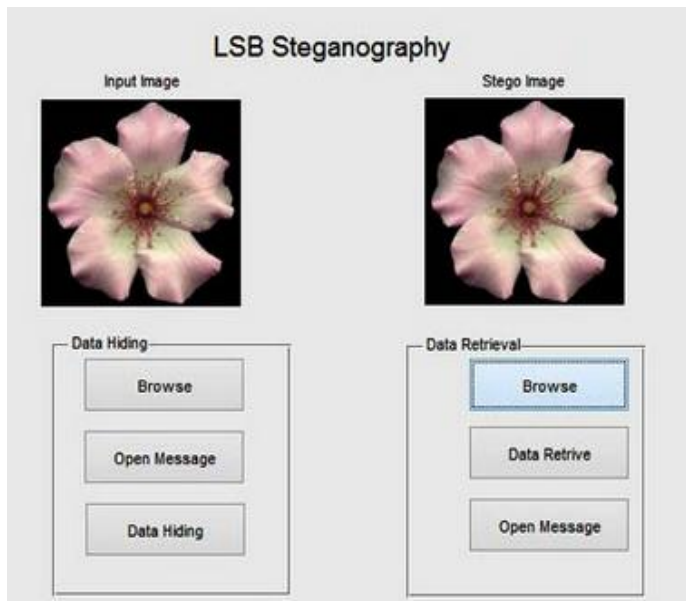 LSB Steganography
Input Image
Stego Image
Data Hiding
Browse
Open Message
Data Hiding
Data Retrieval
Browse
Data Retrive
Open Message